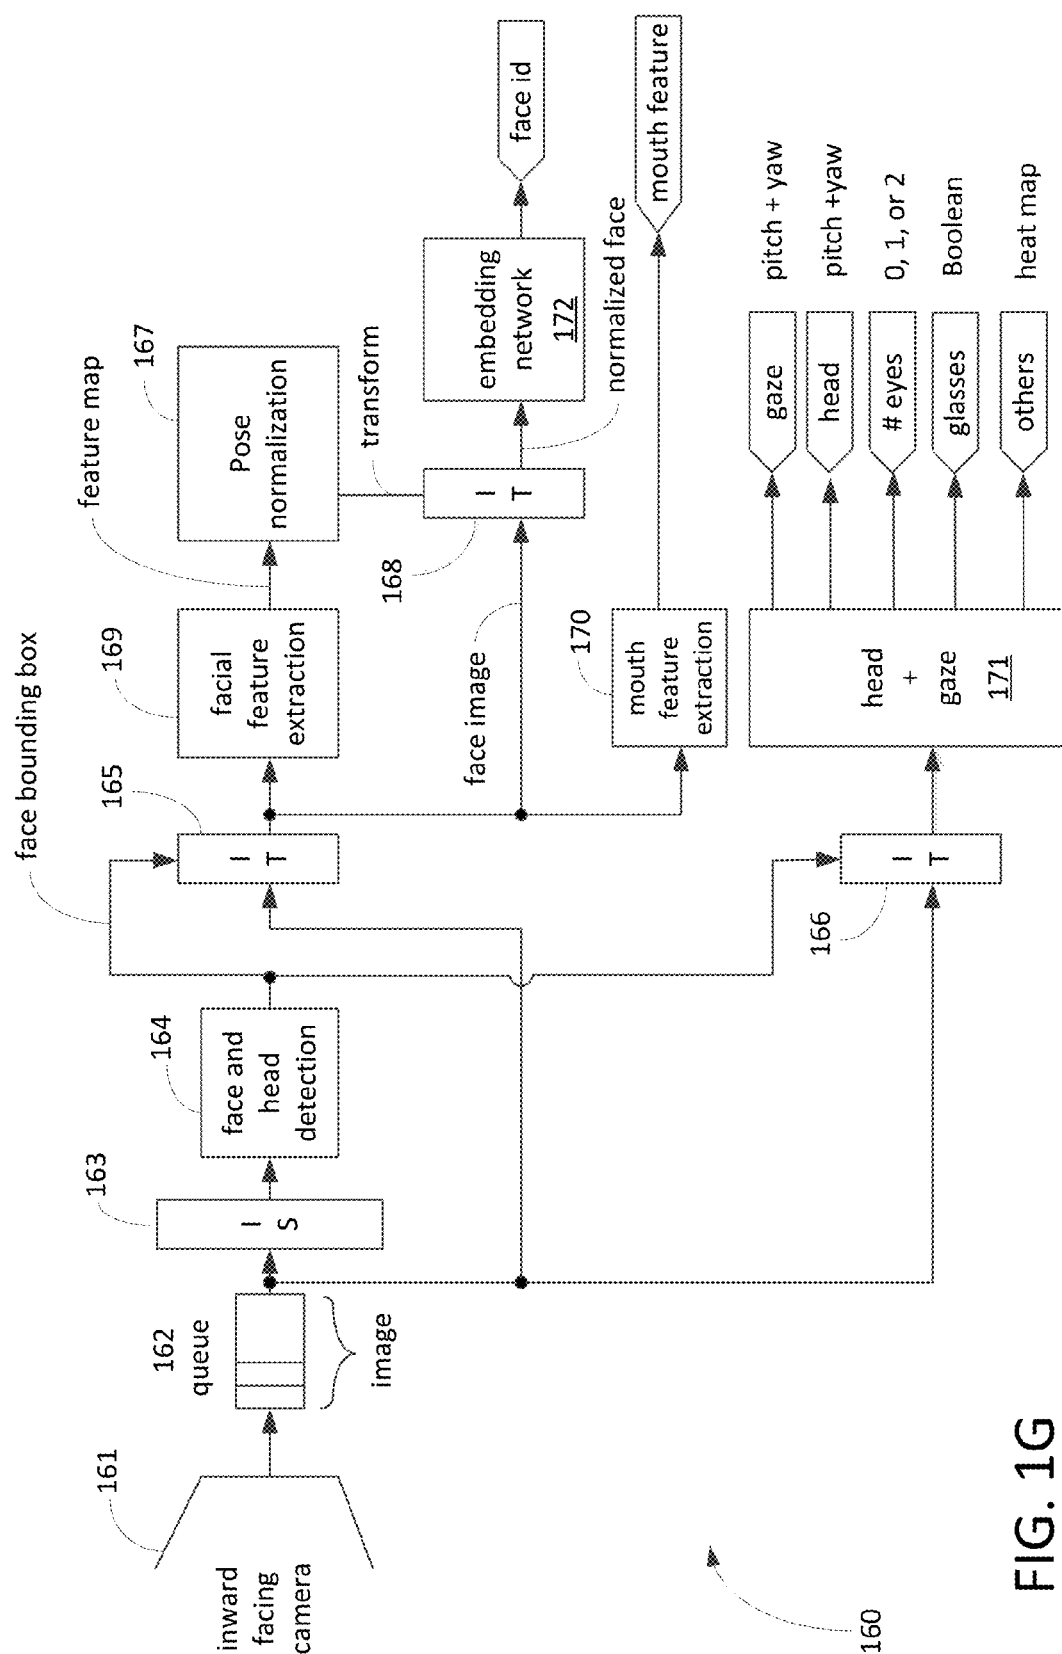 inward
facing
camera
161
162
queue
image
163
I
S
164
face and
head
detection
face bounding box
165
I
T
166
I
T
169
facial
feature
extraction
feature map
167
Pose
normalization
transform
168
I
T
face image
normalized face
embedding
network
172
face id
170
mouth
feature
extraction
mouth feature
head
+
gaze
171
gaze
pitch + yaw
head
pitch +yaw
# eyes
0, 1, or 2
glasses
Boolean
others
heat map
160
FIG. 1G